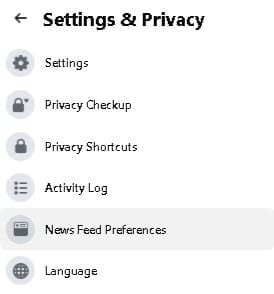 Settings & Privacy
Settings
Privacy Checkup
Privacy Shortcuts
Activity Log
News Feed Preferences
Language